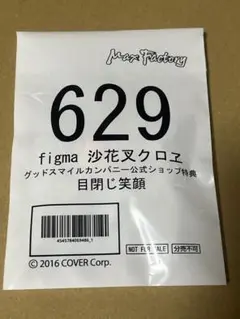 Max Factory
629
figma 沙花叉クロヱ
グッドスマイルカンパニー公式ショップ特典
目閉じ笑顔
4545784069486_1
NOT FOR SALE 分売不可
© 2016 COVER Corp.